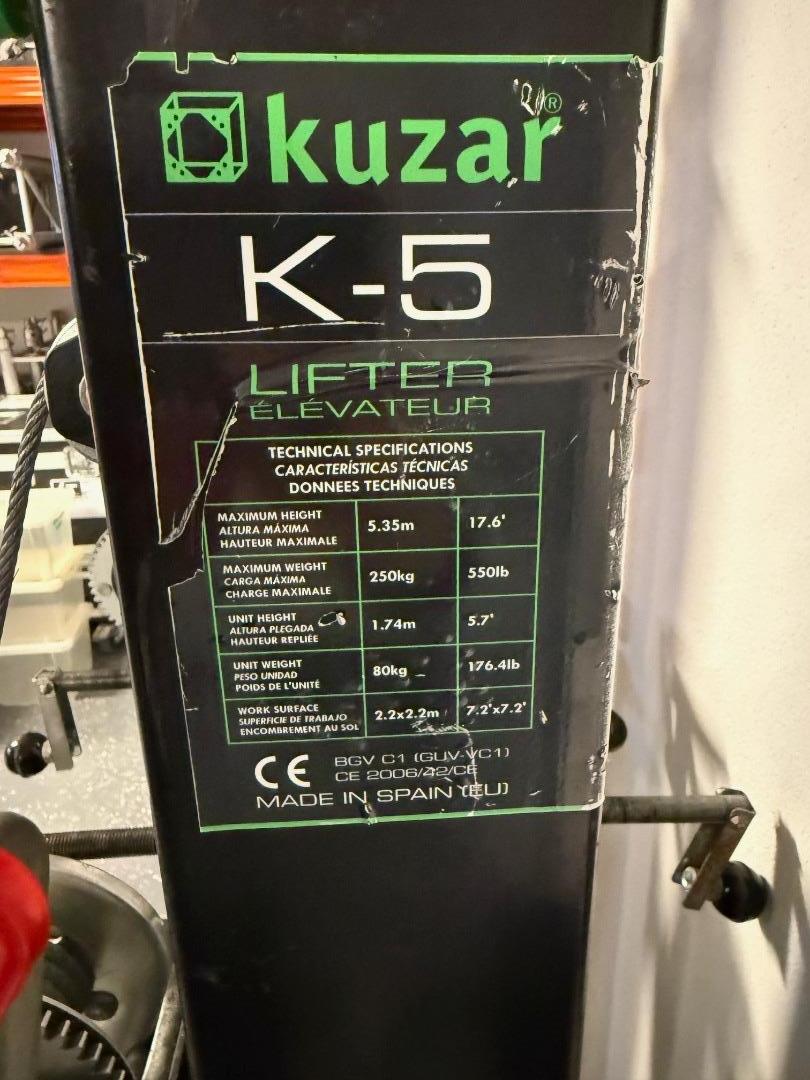 kuzar®
K-5
LIFTER
ÉLÉVATEUR
TECHNICAL SPECIFICATIONS
CARACTERÍSTICAS TÉCNICAS
DONNEES TECHNIQUES
MAXIMUM HEIGHT
ALTURA MÁXIMA
HAUTEUR MAXIMALE
5.35m
17.6'
MAXIMUM WEIGHT
CARGA MÁXIMA
CHARGE MAXIMALE
250kg
550lb
UNIT HEIGHT
ALTURA PLEGADA
HAUTEUR REPLIÉE
1.74m
5.7'
UNIT WEIGHT
PESO UNIDAD
POIDS DE L'UNITÉ
80kg
176.4lb
WORK SURFACE
SUPERFICIE DE TRABAJO
ENCOMBREMENT AU SOL
2.2x2.2m
7.2'x7.2'
CE
BGV C1 (GUV-VC1)
CE 2006/42/CE
MADE IN SPAIN (EU)